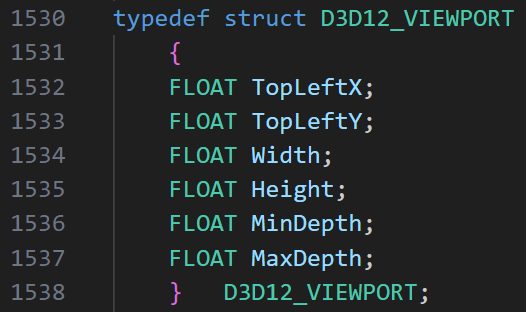 1530 typedef struct D3D12_VIEWPORT
1531 {
1532 FLOAT TopLeftX;
1533 FLOAT TopLeftY;
1534 FLOAT Width;
1535 FLOAT Height;
1536 FLOAT MinDepth;
1537 FLOAT MaxDepth;
1538 } D3D12_VIEWPORT;